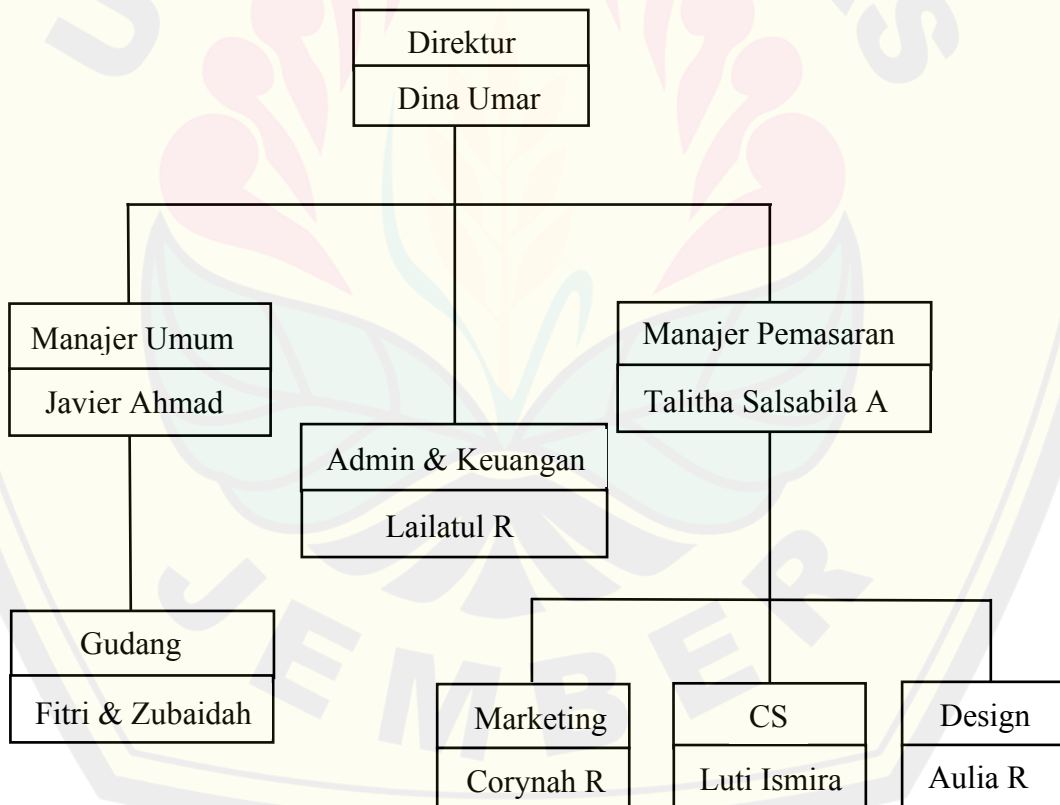 Direktur
Dina Umar
Manajer Umum
Javier Ahmad
Manajer Pemasaran
Talitha Salsabila A
Admin & Keuangan
Lailatul R
Gudang
Fitri & Zubaidah
Marketing
Corynah R
CS
Luti Ismira
Design
Aulia R
JEMBER